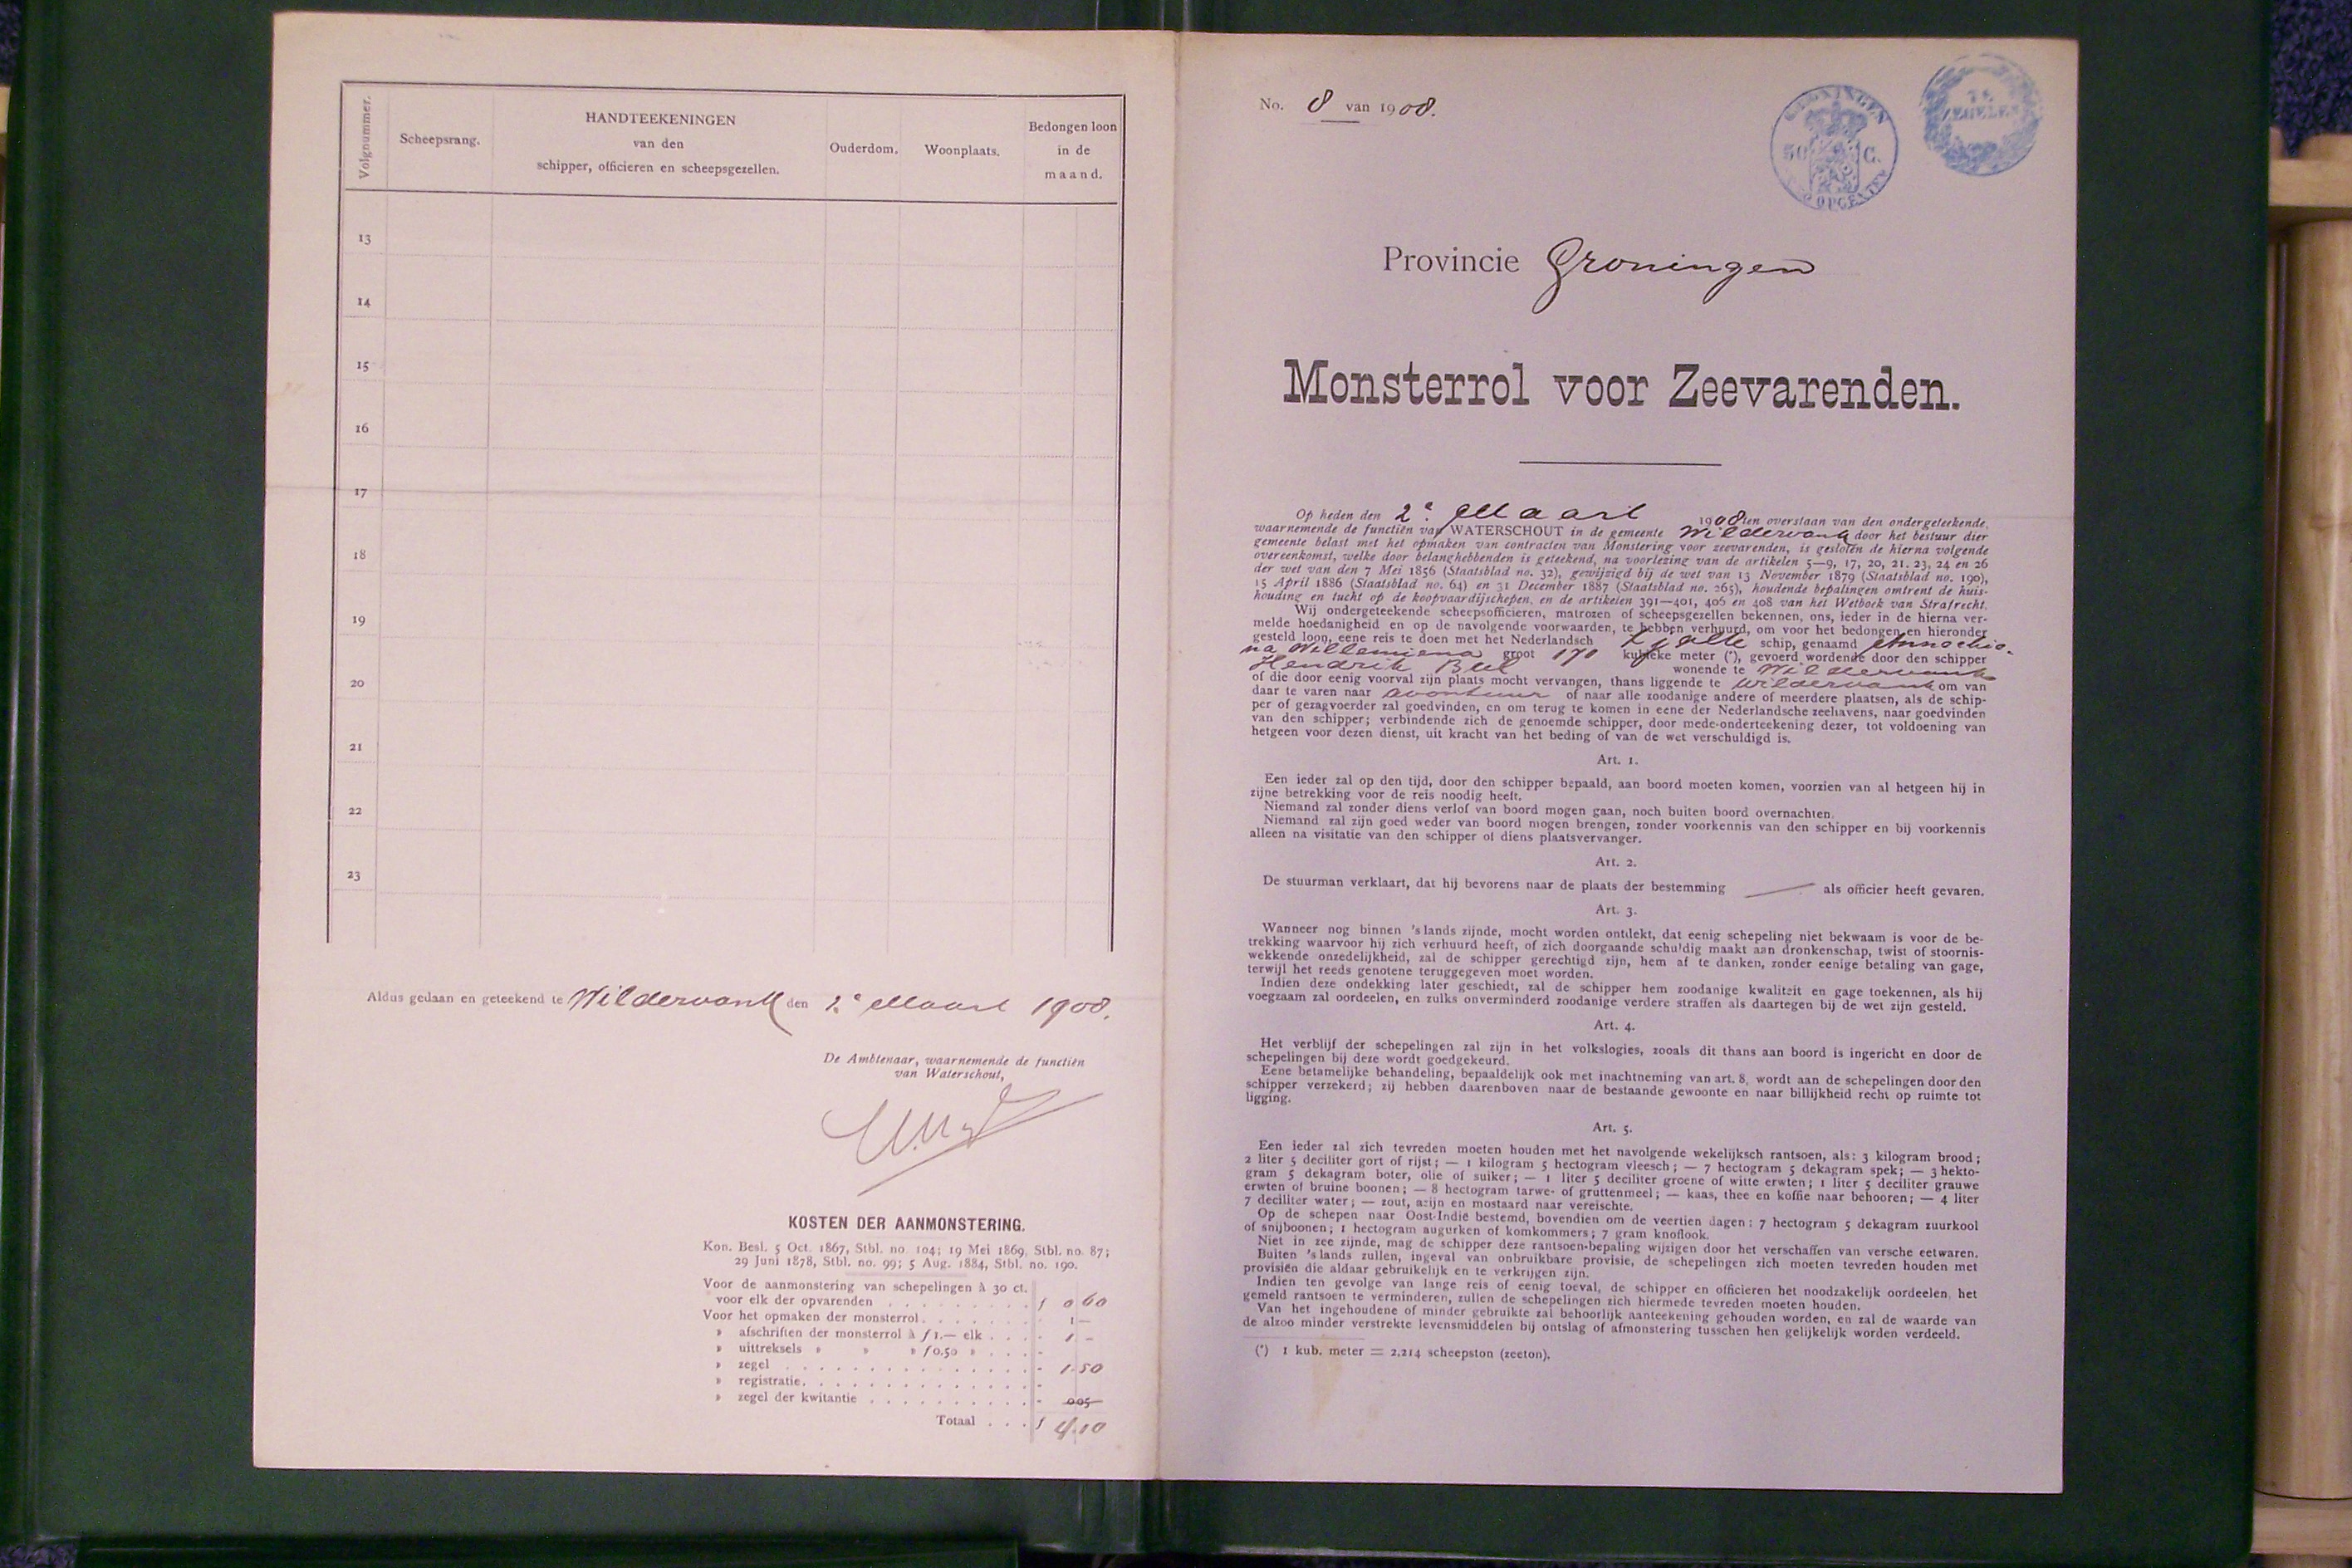 Volgnummer.
Scheepsrang.
HANDTEEKENINGEN
van den
schipper, officieren en scheepsgezellen.
Ouderdom.
Woonplaats.
Bedongen loon
in de
maand.
13
14
15
16
17
18
19
20
21
22
23
Aldus gedaan en geteekend te Wildervank den 2e Maart 1908.
De Ambtenaar, waarnemende de functiën
van Waterschout,
KOSTEN DER AANMONSTERING.
Kon. Besl. 5 Oct. 1867, Stbl. no. 104; 19 Mei 1869, Stbl. no. 87;
29 Juni 1878, Stbl. no. 99; 5 Aug. 1884, Stbl. no. 190.
Voor de aanmonstering van schepelingen à 30 ct.
voor elk der opvarenden . . . . . . . . . f 0 60
Voor het opmaken der monsterrol . . . . . . . - 1 —
» afschriften der monsterrol à f 1.— elk . . . . - 1 -
» uittreksels » » » f 0.50 » . . . . -
» zegel . . . . . . . . . . . . . . . - 1.50
» registratie . . . . . . . . . . . . . . -
» zegel der kwitantie . . . . . . . . . . - 005
Totaal . . . f 4.10
No. 8 van 1908.
GRONINGEN
50 C.
OPCENTEN
Provincie Groningen
Monsterrol voor Zeevarenden.
Op heden den 2e Maart 1908 ten overstaan van den ondergeteekende,
waarnemende de functiën van WATERSCHOUT in de gemeente Wildervank door het bestuur dier
gemeente belast met het opmaken van contracten van Monstering voor zeevarenden, is gesloten de hierna volgende
overeenkomst, welke door belanghebbenden is geteekend, na voorlezing van de artikelen 5—9, 17, 20, 21. 23, 24 en 26
der wet van den 7 Mei 1856 (Staatsblad no. 32), gewijzigd bij de wet van 13 November 1879 (Staatsblad no. 190),
15 April 1886 (Staatsblad no. 64) en 31 December 1887 (Staatsblad no. 265), houdende bepalingen omtrent de huis-
houding en tucht op de koopvaardijschepen, en de artikelen 391—401, 406 en 408 van het Wetboek van Strafrecht.
Wij ondergeteekende scheepsofficieren, matrozen of scheepsgezellen bekennen, ons, ieder in de hierna ver-
melde hoedanigheid en op de navolgende voorwaarden, te hebben verhuurd, om voor het bedongen en hieronder
gesteld loon, eene reis te doen met het Nederlandsch tjalk schip, genaamd Annechie-
na Willemiena groot 170 kubieke meter (*), gevoerd wordende door den schipper
Hendrik Bul wonende te Wildervank
of die door eenig voorval zijn plaats mocht vervangen, thans liggende te Wildervank om van
daar te varen naar avontuur of naar alle zoodanige andere of meerdere plaatsen, als de schip-
per of gezagvoerder zal goedvinden, en om terug te komen in eene der Nederlandsche zeehavens, naar goedvinden
van den schipper; verbindende zich de genoemde schipper, door mede-onderteekening dezer, tot voldoening van
hetgeen voor dezen dienst, uit kracht van het beding of van de wet verschuldigd is.
Art. 1.
Een ieder zal op den tijd, door den schipper bepaald, aan boord moeten komen, voorzien van al hetgeen hij in
zijne betrekking voor de reis noodig heeft.
Niemand zal zonder diens verlof van boord mogen gaan, noch buiten boord overnachten.
Niemand zal zijn goed weder van boord mogen brengen, zonder voorkennis van den schipper en bij voorkennis
alleen na visitatie van den schipper of diens plaatsvervanger.
Art. 2.
De stuurman verklaart, dat hij bevorens naar de plaats der bestemming — als officier heeft gevaren.
Art. 3.
Wanneer nog binnen 's lands zijnde, mocht worden ontdekt, dat eenig schepeling niet bekwaam is voor de be-
trekking waarvoor hij zich verhuurd heeft, of zich doorgaande schuldig maakt aan dronkenschap, twist of stoornis-
wekkende onzedelijkheid, zal de schipper gerechtigd zijn, hem af te danken, zonder eenige betaling van gage,
terwijl het reeds genotene teruggegeven moet worden.
Indien deze ondekking later geschiedt, zal de schipper hem zoodanige kwaliteit en gage toekennen, als hij
voegzaam zal oordeelen, en zulks onverminderd zoodanige verdere straffen als daartegen bij de wet zijn gesteld.
Art. 4.
Het verblijf der schepelingen zal zijn in het volkslogies, zooals dit thans aan boord is ingericht en door de
schepelingen bij deze wordt goedgekeurd.
Eene betamelijke behandeling, bepaaldelijk ook met inachtneming van art. 8, wordt aan de schepelingen door den
schipper verzekerd; zij hebben daarenboven naar de bestaande gewoonte en naar billijkheid recht op ruimte tot
ligging.
Art. 5.
Een ieder zal zich tevreden moeten houden met het navolgende wekelijksch rantsoen, als: 3 kilogram brood;
2 liter 5 deciliter gort of rijst; — 1 kilogram 5 hectogram vleesch; — 7 hectogram 5 dekagram spek; — 3 hekto-
gram 5 dekagram boter, olie of suiker; — 1 liter 5 deciliter groene of witte erwten; 1 liter 5 deciliter grauwe
erwten of bruine boonen; — 8 hectogram tarwe- of gruttenmeel; — kaas, thee en koffie naar behooren; — 4 liter
7 deciliter water; — zout, azijn en mostaard naar vereischte.
Op de schepen naar Oost-Indië bestemd, bovendien om de veertien dagen: 7 hectogram 5 dekagram zuurkool
of snijboonen; 1 hectogram augurken of komkommers; 7 gram knoflook.
Niet in zee zijnde, mag de schipper deze rantsoen-bepaling wijzigen door het verschaffen van versche eetwaren.
Buiten 's lands zullen, ingeval van onbruikbare provisie, de schepelingen zich moeten tevreden houden met
provisiën die aldaar gebruikelijk en te verkrijgen zijn.
Indien ten gevolge van lange reis of eenig toeval, de schipper en officieren het noodzakelijk oordeelen, het
gemeld rantsoen te verminderen, zullen de schepelingen zich hiermede tevreden moeten houden.
Van het ingehoudene of minder gebruikte zal behoorlijk aanteekening gehouden worden, en zal de waarde van
de alzoo minder verstrekte levensmiddelen bij ontslag of afmonstering tusschen hen gelijkelijk worden verdeeld.
(*) 1 kub. meter = 2,214 scheepston (zeeton).